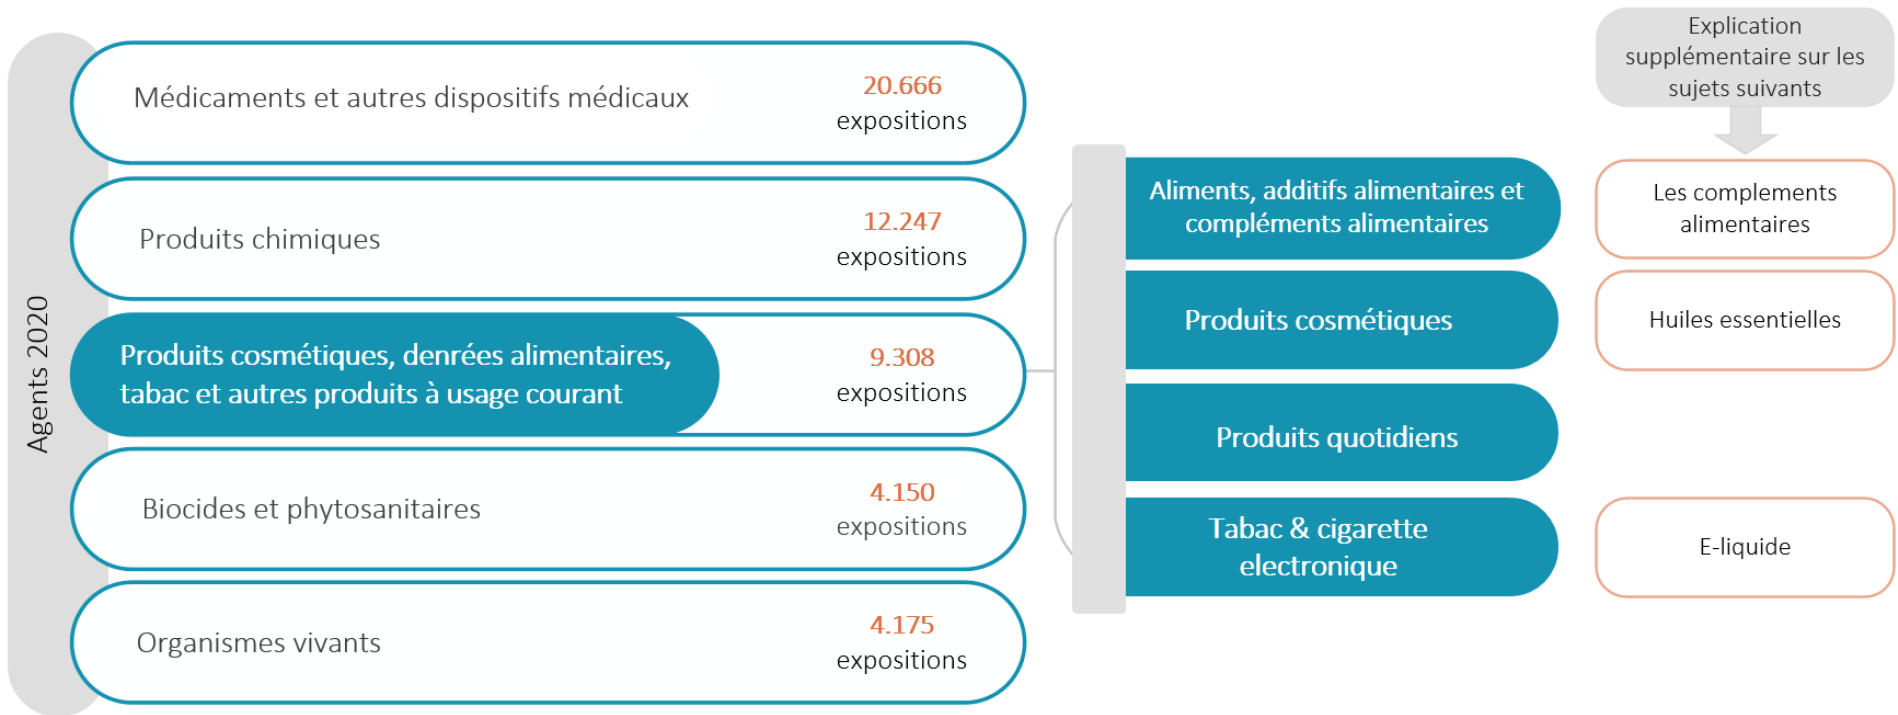 Agents 2020
Médicaments et autres dispositifs médicaux
20.666
expositions
Produits chimiques
12.247
expositions
Produits cosmétiques, denrées alimentaires,
tabac et autres produits à usage courant
9.308
expositions
Biocides et phytosanitaires
4.150
expositions
Organismes vivants
4.175
expositions
Aliments, additifs alimentaires et
compléments alimentaires
Produits cosmétiques
Produits quotidiens
Tabac & cigarette
electronique
Explication
supplémentaire sur les
sujets suivants
Les complements
alimentaires
Huiles essentielles
E-liquide